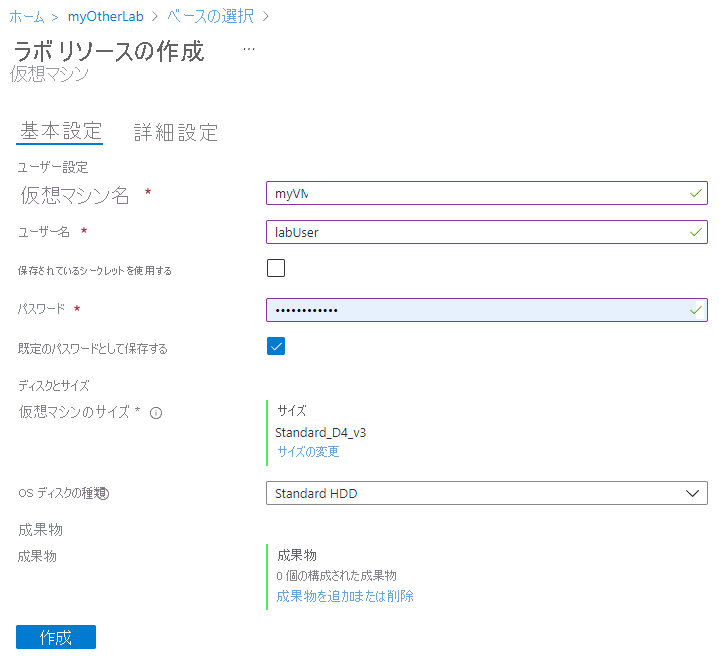 ホーム > myOtherLab > ベースの選択 >
ラボ リソースの作成 ...
仮想マシン
基本設定 詳細設定
ユーザー設定
仮想マシン名 * myVM
ユーザー名 * labUser
保存されているシークレットを使用する
パスワード * ••••••••••••
既定のパスワードとして保存する
ディスクとサイズ
仮想マシンのサイズ * サイズ
Standard_D4_v3
サイズの変更
OS ディスクの種類 Standard HDD
成果物
成果物 成果物
0 個の構成された成果物
成果物を追加または削除
作成